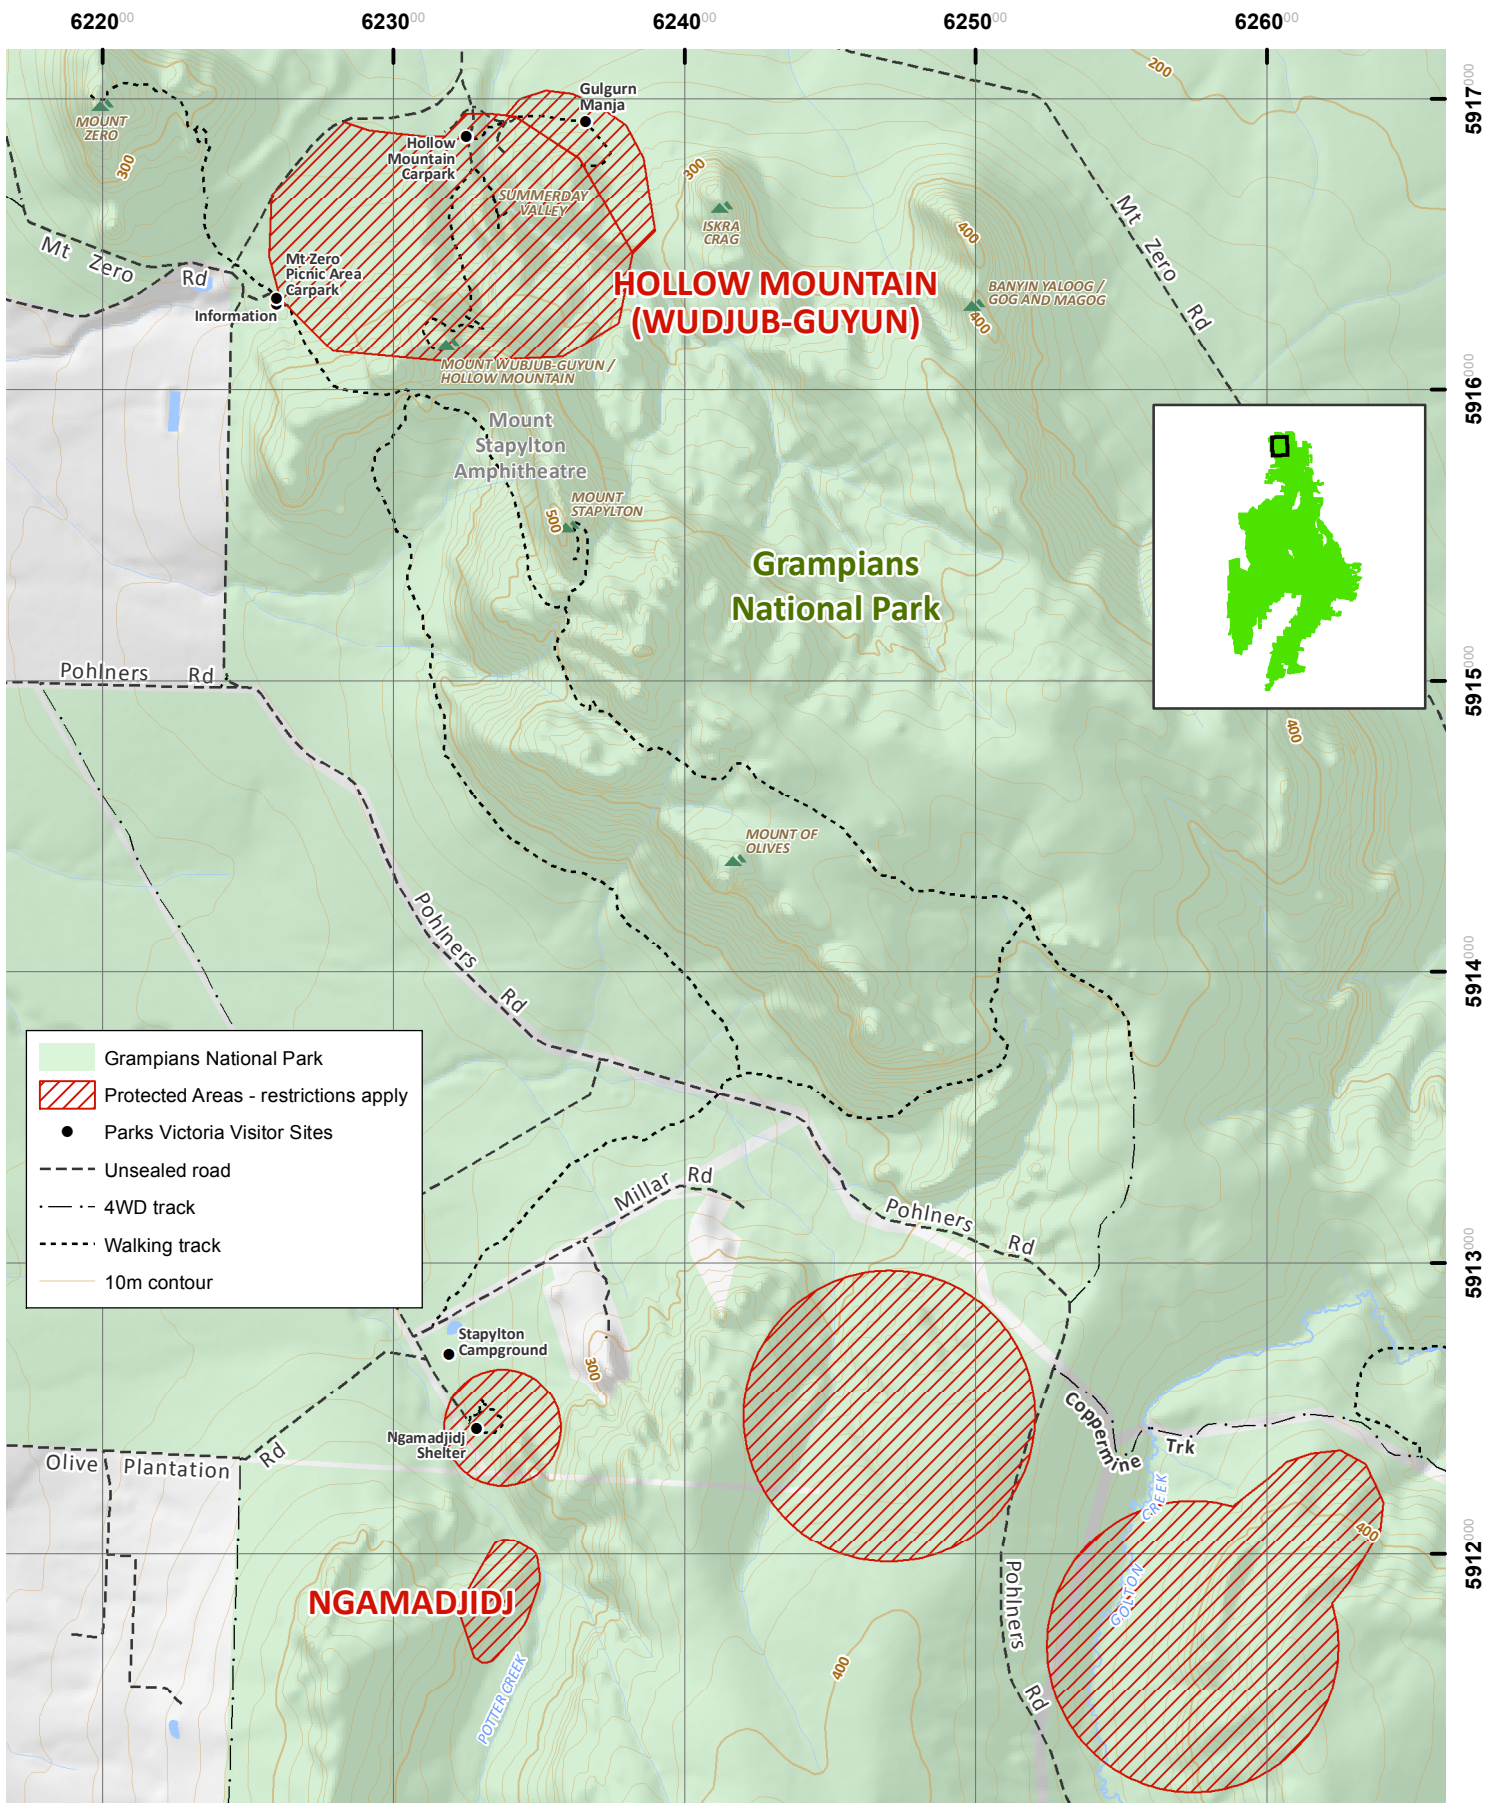 6220⁰⁰
6230⁰⁰
6240⁰⁰
6250⁰⁰
6260⁰⁰
200
5917⁰⁰⁰
MOUNT
ZERO
300
Gulgurn
Manja
Hollow
Mountain
Carpark
SUMMERDAY
VALLEY
300
ISKRA
CRAG
400
Mt Zero Rd
Mt Zero Rd
Mt Zero
Picnic Area
Carpark
Information
HOLLOW MOUNTAIN
(WUDJUB-GUYUN)
BANYIN YALOOG /
GOG AND MAGOG
400
MOUNT WUBJUB-GUYUN /
HOLLOW MOUNTAIN
5916⁰⁰⁰
Mount
Stapylton
Amphitheatre
MOUNT
STAPYLTON
500
Grampians
National Park
Pohlners Rd
5915⁰⁰⁰
400
MOUNT OF
OLIVES
Pohlners Rd
5914⁰⁰⁰
Grampians National Park
Protected Areas - restrictions apply
Parks Victoria Visitor Sites
Unsealed road
4WD track
Walking track
10m contour
Millar Rd
Pohlners Rd
5913⁰⁰⁰
Stapylton
Campground
300
Coppermine Trk
Ngamadjidj
Shelter
Olive Plantation Rd
GOLTON CREEK
400
5912⁰⁰⁰
NGAMADJIDJ
Pohlners Rd
POTTER CREEK
400